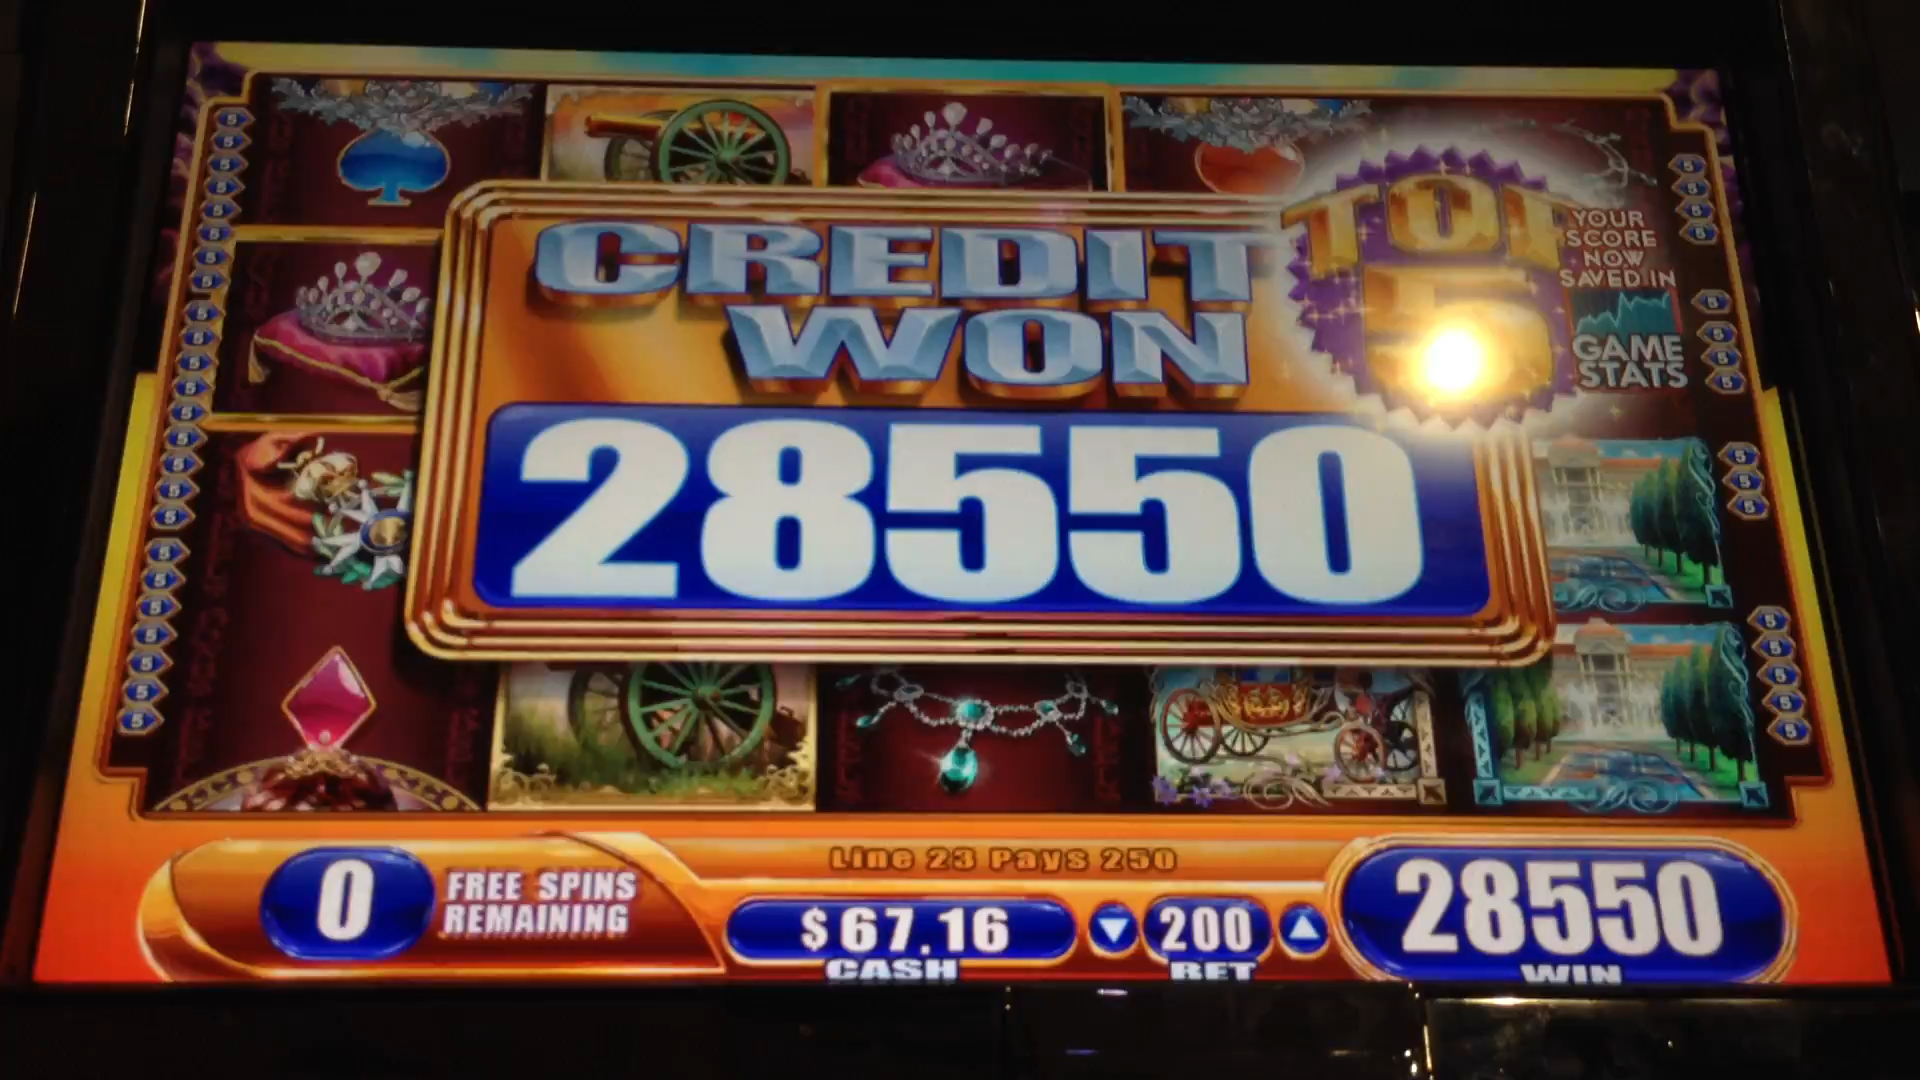 CREDIT
WON
28550
TOP
5
YOUR
SCORE
NOW
SAVED IN
GAME
STATS
Line 23 Pays 250
0
FREE SPINS
REMAINING
$67.16
CASH
200
BET
28550
WIN